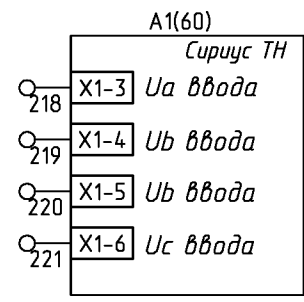 A1(60)
Сириус ТН
218 X1-3 Ua ввода
219 X1-4 Ub ввода
220 X1-5 Ub ввода
221 X1-6 Uc ввода